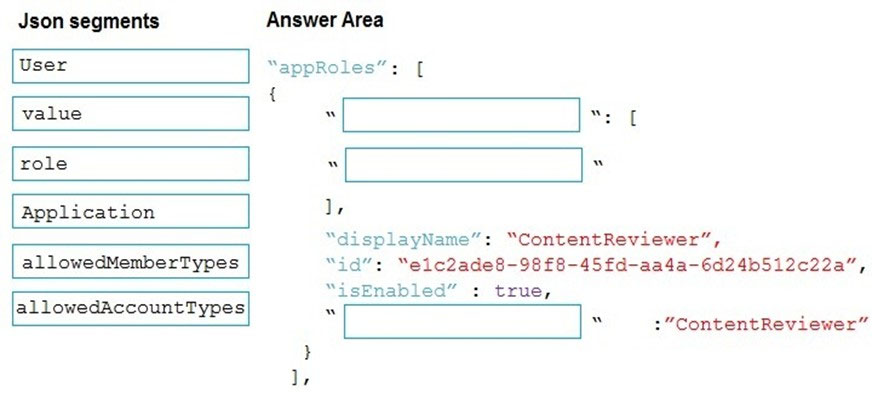 Json segments
Answer Area
User
value
role
Application
allowedMemberTypes
allowedAccountTypes
“appRoles”: [
{
“ “: [
“ “
],
“displayName”: “ContentReviewer”,
“id”: “e1c2ade8-98f8-45fd-aa4a-6d24b512c22a”,
“isEnabled” : true,
“ “ :”ContentReviewer”
}
],